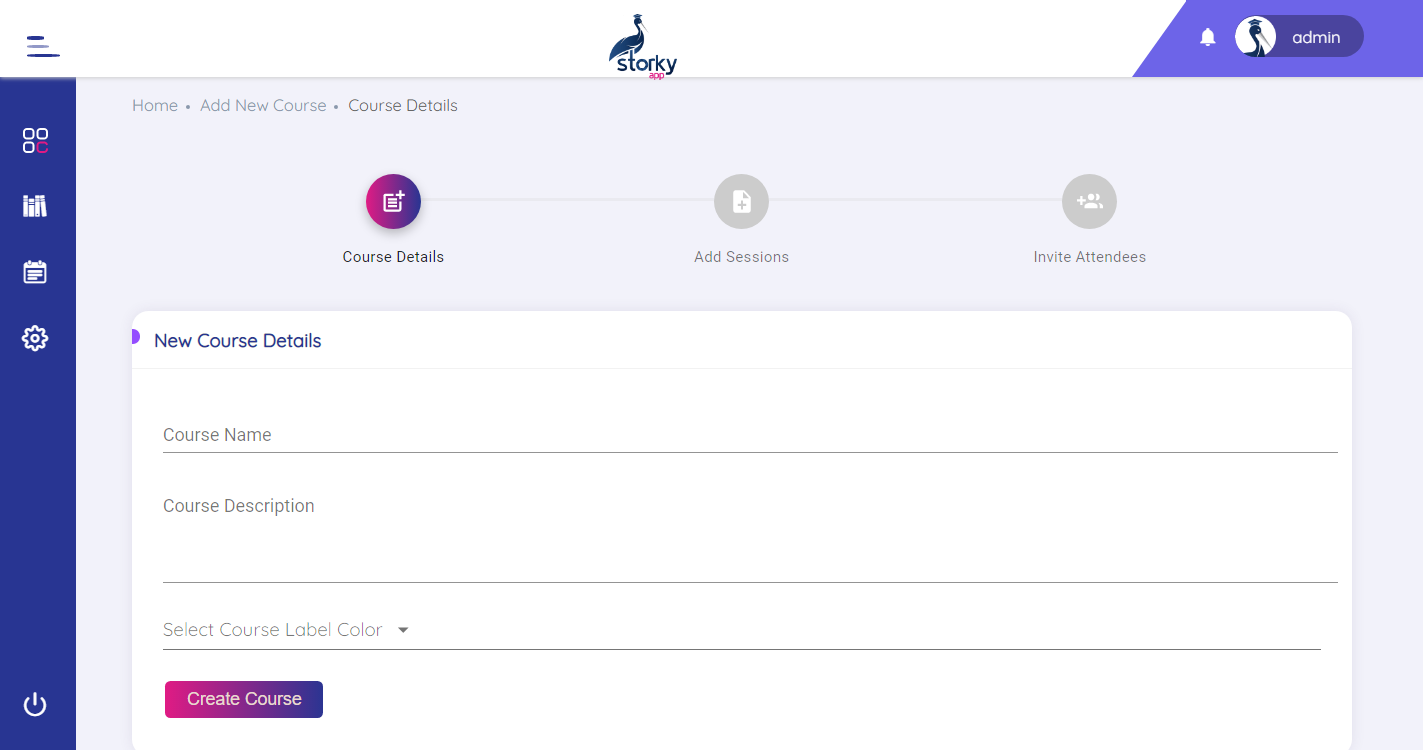 storky
app
admin
Home • Add New Course • Course Details
Course Details
Add Sessions
Invite Attendees
New Course Details
Course Name
Course Description
Select Course Label Color
Create Course